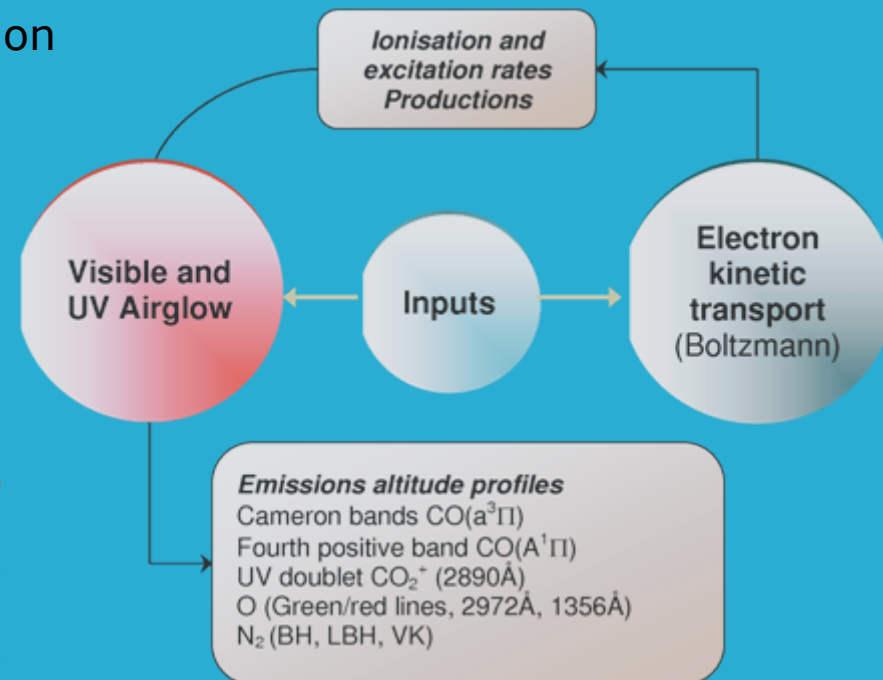 on
Ionisation and
excitation rates
Productions
Visible and
UV Airglow
Inputs
Electron
kinetic
transport
(Boltzmann)
Emissions altitude profiles
Cameron bands CO(a³Π)
Fourth positive band CO(A¹Π)
UV doublet CO₂⁺ (2890Å)
O (Green/red lines, 2972Å, 1356Å)
N₂ (BH, LBH, VK)